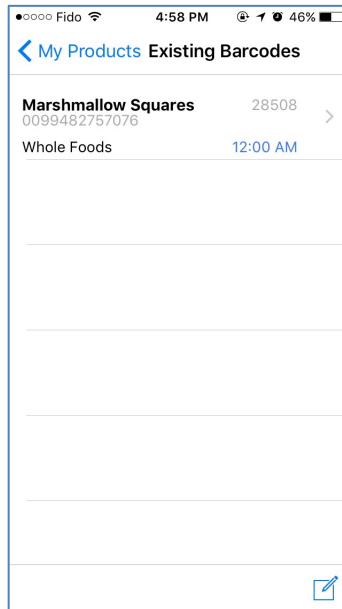 Fido 4:58 PM 46%
My Products Existing Barcodes
Marshmallow Squares 28508
0099482757076
Whole Foods 12:00 AM